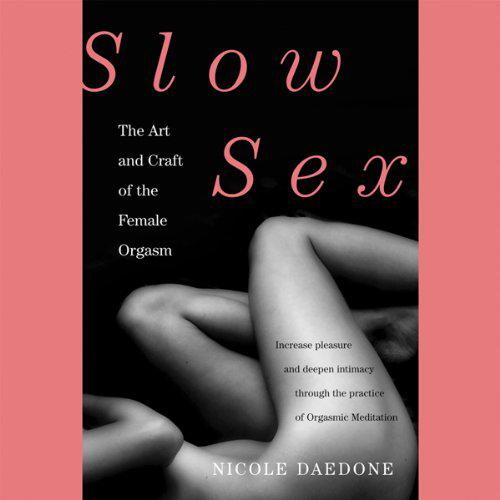 Slow
Sex
The Art
and Craft
of the
Female
Orgasm
Increase pleasure
and deepen intimacy
through the practice
of Orgasmic Meditation
NICOLE DAEDONE